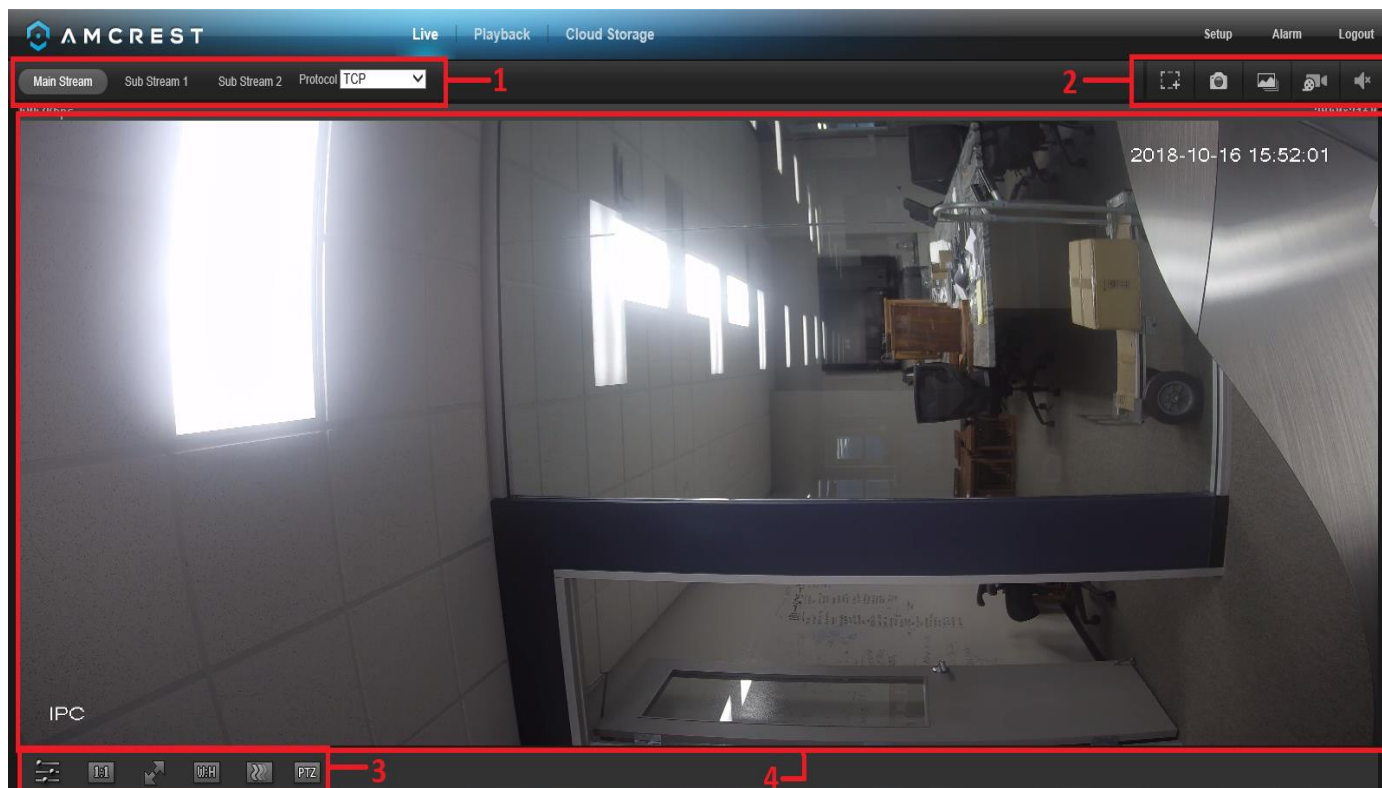 AMCREST Live Playback Cloud Storage Setup Alarm Logout
Main Stream Sub Stream 1 Sub Stream 2 Protocol TCP 1 2
2018-10-16 15:52:01
IPC
1:1 W:H PTZ 3 4